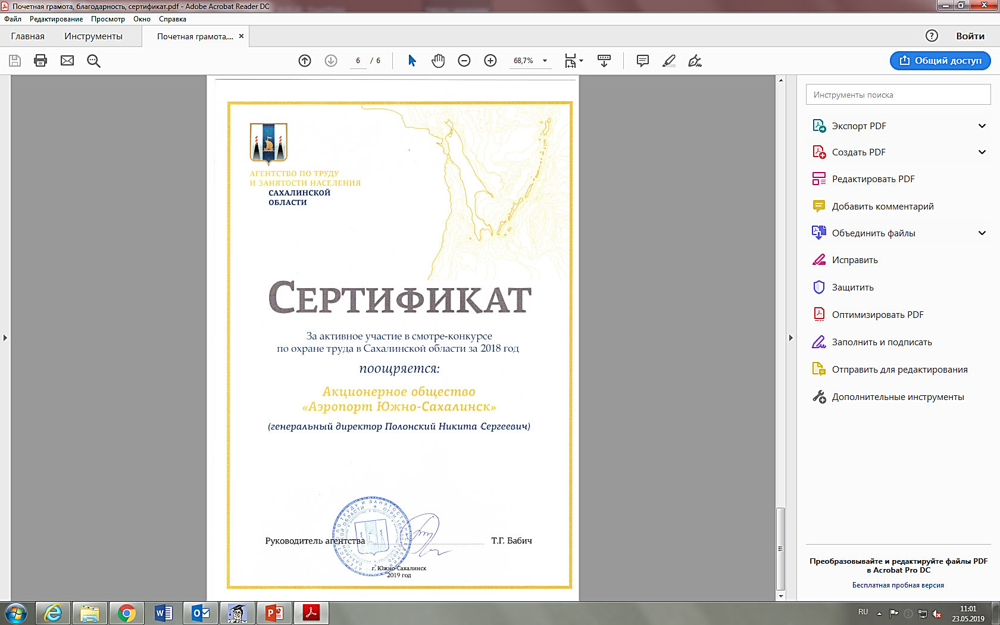 Почетная грамота, благодарность, сертификат.pdf - Adobe Acrobat Reader DC
Файл Редактирование Просмотр Окно Справка
Главная Инструменты Почетная грамота,... × Войти
6 / 6 68,7% Общий доступ
АГЕНТСТВО ПО ТРУДУ
И ЗАНЯТОСТИ НАСЕЛЕНИЯ
САХАЛИНСКОЙ
ОБЛАСТИ
СЕРТИФИКАТ
За активное участие в смотре-конкурсе
по охране труда в Сахалинской области за 2018 год
поощряется:
Акционерное общество
«Аэропорт Южно-Сахалинск»
(генеральный директор Полонский Никита Сергеевич)
Руководитель агентства Т.Г. Бабич
г. Южно-Сахалинск
2019 год
Инструменты поиска
Экспорт PDF
Создать PDF
Редактировать PDF
Добавить комментарий
Объединить файлы
Исправить
Защитить
Оптимизировать PDF
Заполнить и подписать
Отправить для редактирования
Дополнительные инструменты
Преобразовывайте и редактируйте файлы PDF
в Acrobat Pro DC
Бесплатная пробная версия
RU
11:01
23.05.2019